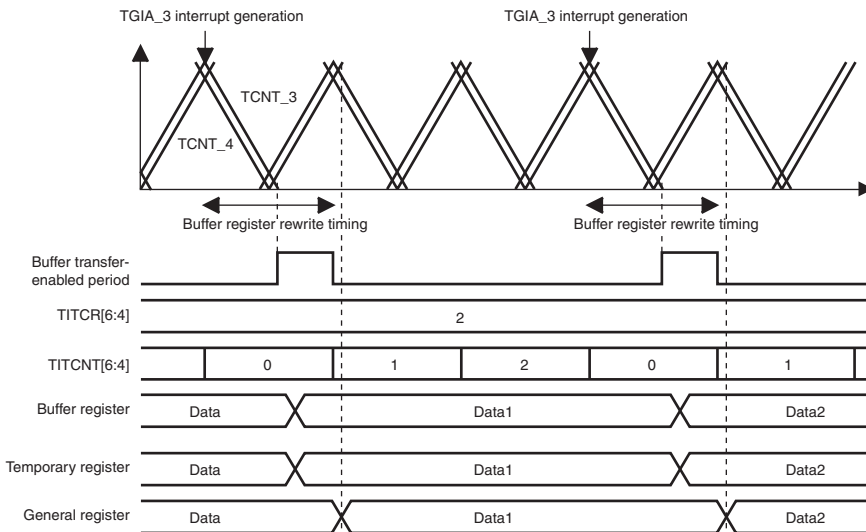 TGIA_3 interrupt generation TGIA_3 interrupt generation
TCNT_3
TCNT_4
Buffer register rewrite timing Buffer register rewrite timing
Buffer transfer-
enabled period
TITCR[6:4] 2
TITCNT[6:4] 0 1 2 0 1
Buffer register Data Data1 Data2
Temporary register Data Data1 Data2
General register Data Data1 Data2